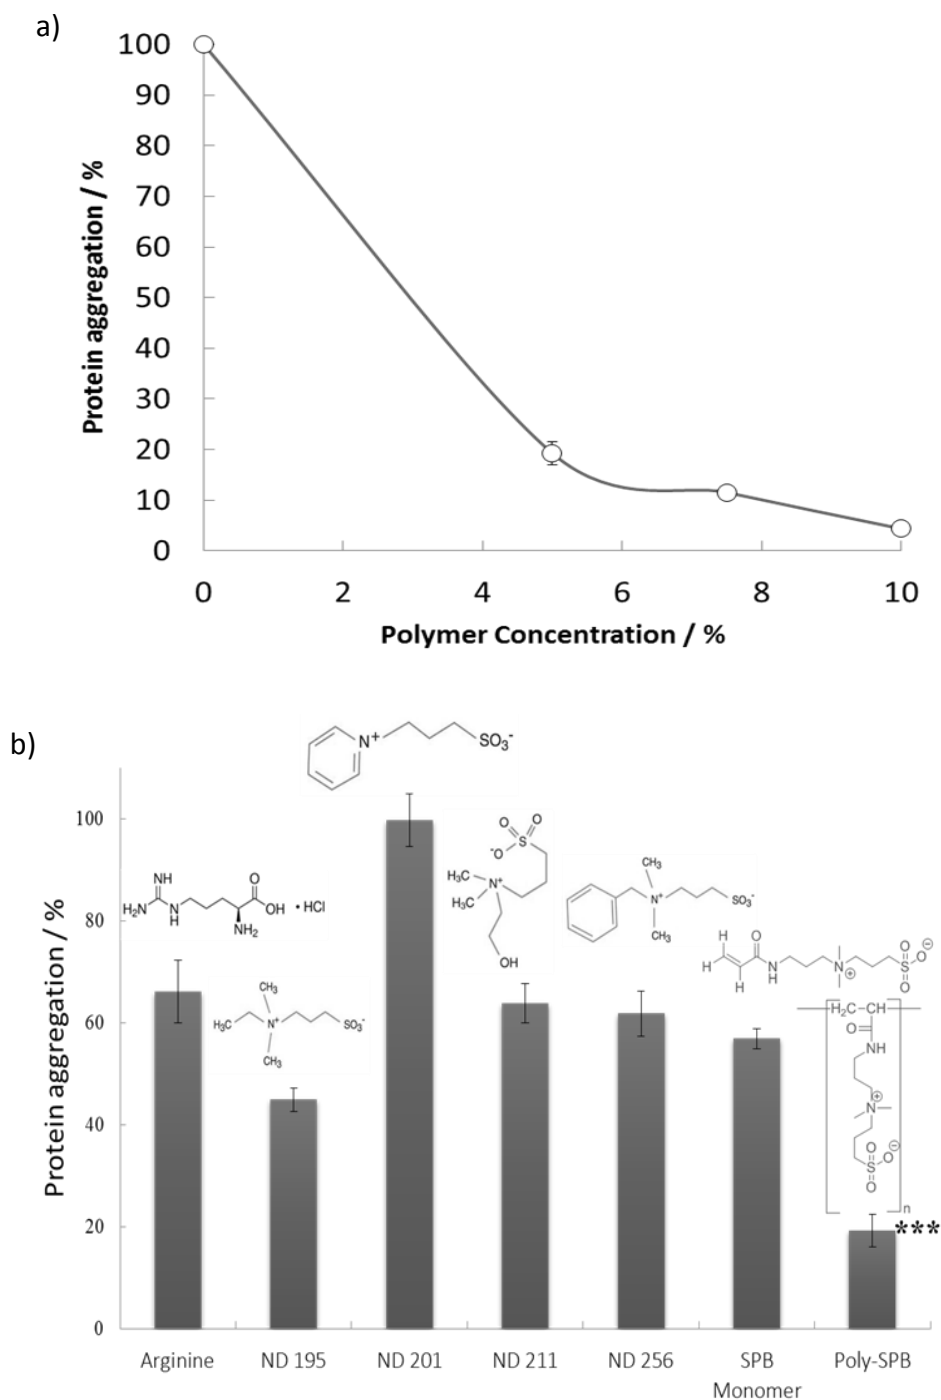 a)
100
90
80
70
60
50
40
30
20
10
0
Protein aggregation / %
0 2 4 6 8 10
Polymer Concentration / %
b)
N+
SO3-
100
80
60
40
20
0
Protein aggregation / %
NH
H2N
N
H
O
OH
NH2
• HCl
CH3
H3C
N+
SO3-
CH3
O
O
S
-O
H3C
N+
H3C
OH
CH3
N+
SO3-
CH3
H
O
H
N
H
H
N
⊕
O
S
O
O
⊖
H2C
CH
O
NH
⊕
N
O
⊖
S
O
O
n
***
Arginine ND 195 ND 201 ND 211 ND 256 SPB Poly-SPB
Monomer